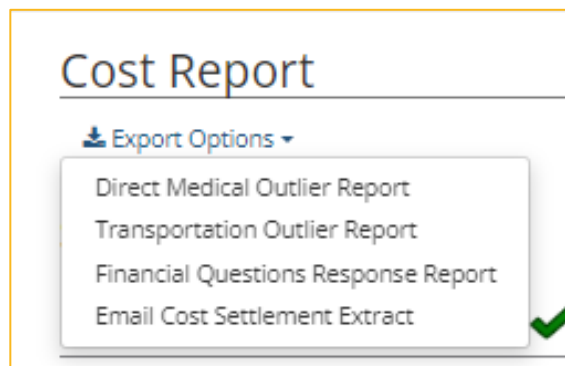 Cost Report
Export Options
Direct Medical Outlier Report
Transportation Outlier Report
Financial Questions Response Report
Email Cost Settlement Extract